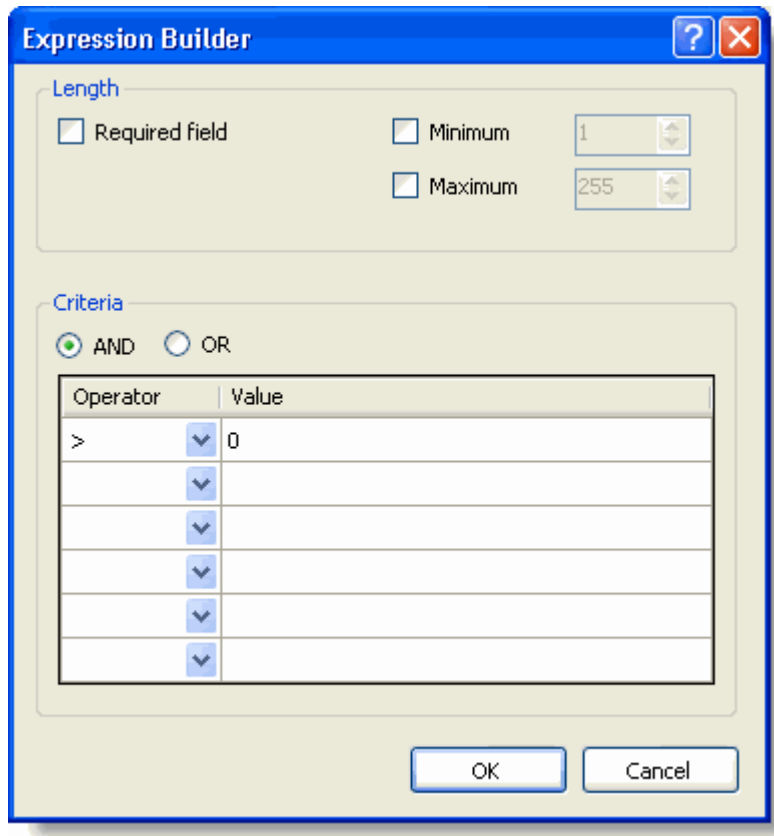 Expression Builder
Length
Required field Minimum 1
Maximum 255
Criteria
AND OR
Operator Value
> 0
OK Cancel